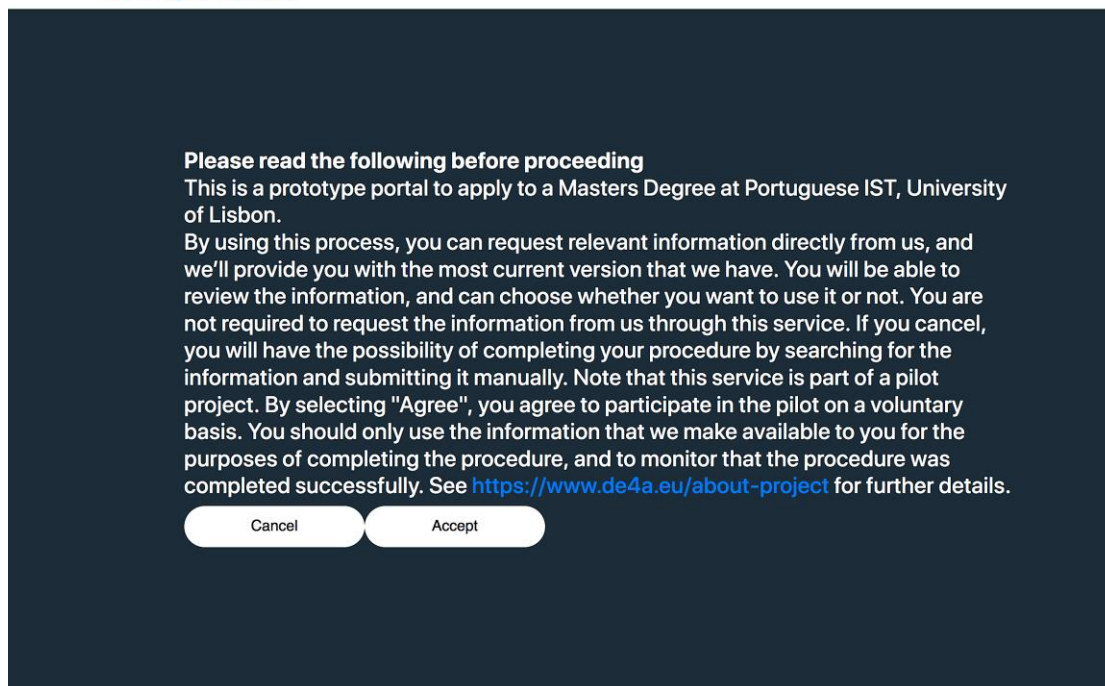 Please read the following before proceeding
This is a prototype portal to apply to a Masters Degree at Portuguese IST, University
of Lisbon.
By using this process, you can request relevant information directly from us, and
we’ll provide you with the most current version that we have. You will be able to
review the information, and can choose whether you want to use it or not. You are
not required to request the information from us through this service. If you cancel,
you will have the possibility of completing your procedure by searching for the
information and submitting it manually. Note that this service is part of a pilot
project. By selecting "Agree", you agree to participate in the pilot on a voluntary
basis. You should only use the information that we make available to you for the
purposes of completing the procedure, and to monitor that the procedure was
completed successfully. See https://www.de4a.eu/about-project for further details.
Cancel Accept